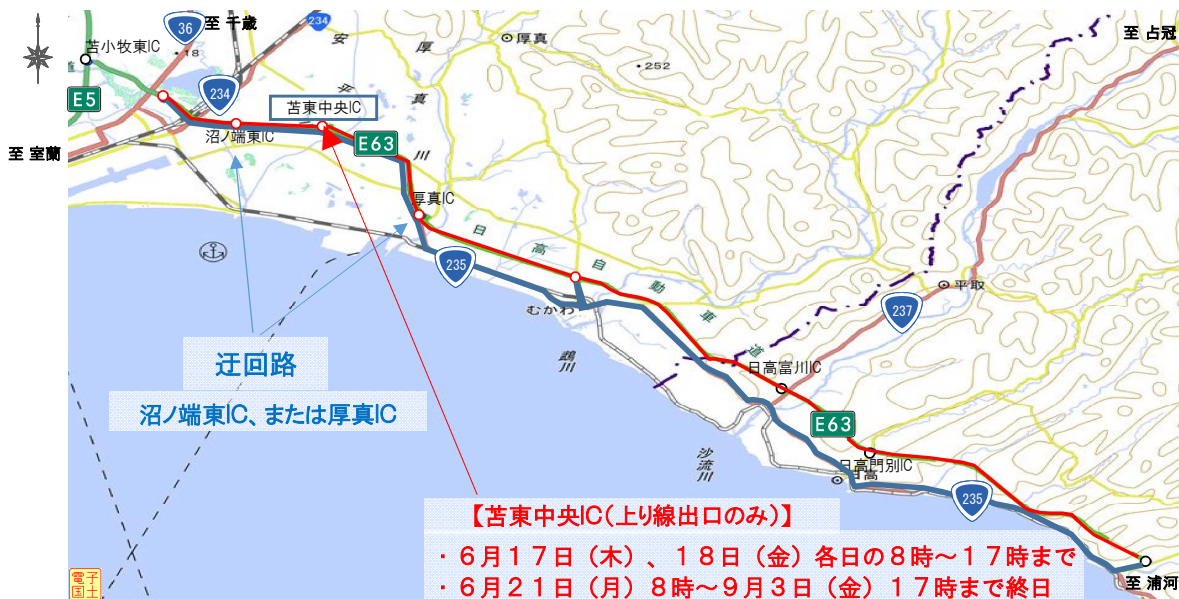 至 千歳
36
234
苫小牧東IC
18
234
安平川
厚真川
厚真
252
至 占冠
E5
苫東中央IC
沼ノ端東IC
E63
至 室蘭
厚真IC
日高自動車道
235
平取
237
むかわ
鵡川
迂回路
沼ノ端東IC、または厚真IC
日高富川IC
E63
沙流川
日高門別IC
日高
235
【苫東中央IC(上り線出口のみ)】
・6月17日(木)、18日(金)各日の8時~17時まで
・6月21日(月)8時~9月3日(金)17時まで終日
至 浦河
電子
国土